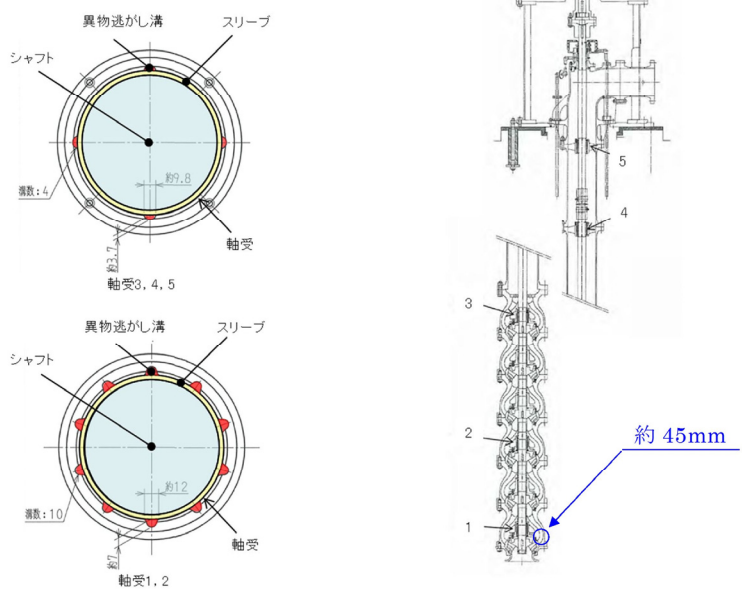 異物逃がし溝
スリーブ
シャフト
約9.8
溝数:4
約3.7
軸受
軸受3,4,5
異物逃がし溝
スリーブ
シャフト
約12
溝数:10
約7
軸受
軸受1,2
5
4
3
2
1
約 45mm